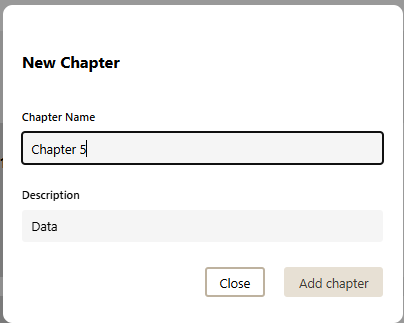 New Chapter
Chapter Name
Chapter 5
Description
Data
Close
Add chapter